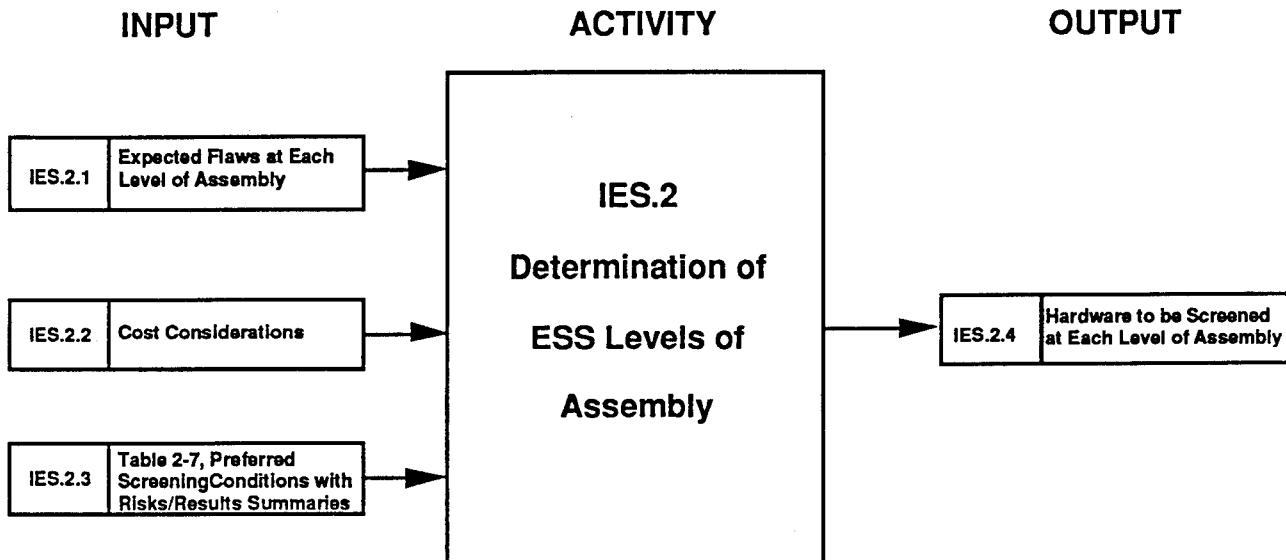 INPUT
ACTIVITY
OUTPUT
IES.2.1
Expected Flaws at Each
Level of Assembly
IES.2.2
Cost Considerations
IES.2.3
Table 2-7, Preferred
ScreeningConditions with
Risks/Results Summaries
IES.2
Determination of
ESS Levels of
Assembly
IES.2.4
Hardware to be Screened
at Each Level of Assembly